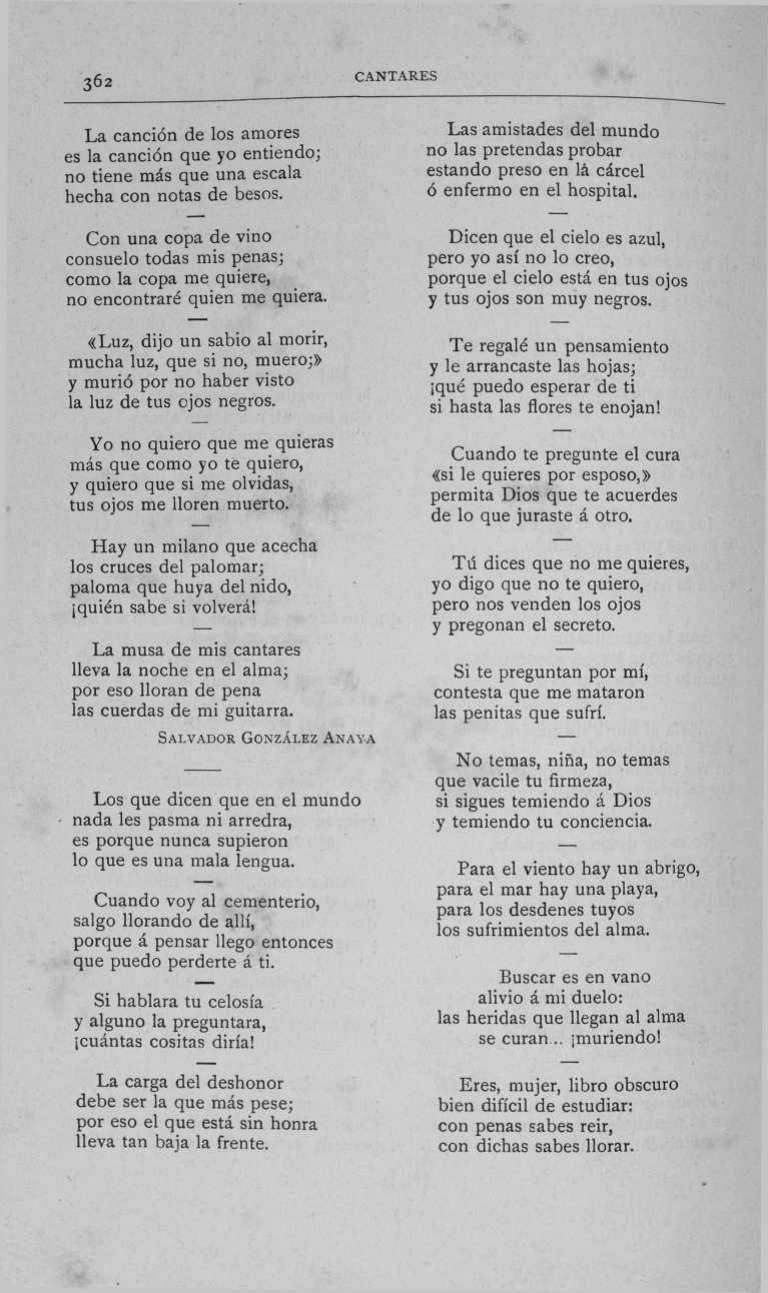 362
CANTARES
La canción de los amores
es la canción que yo entiendo;
no tiene más que una escala
hecha con notas de besos.
Con una copa de vino
consuelo todas mis penas;
como la copa me quiere,
no encontraré quien me quiera.
«Luz, dijo un sabio al morir,
mucha luz, que si no, muero;»
y murió por no haber visto
la luz de tus ojos negros.
Yo no quiero que me quieras
más que como yo te quiero,
y quiero que si me olvidas,
tus ojos me lloren muerto.
Hay un milano que acecha
los cruces del palomar;
paloma que huya del nido,
¡quién sabe si volverá!
La musa de mis cantares
lleva la noche en el alma;
por eso lloran de pena
las cuerdas de mi guitarra.
SALVADOR GONZÁLEZ ANAYA
Los que dicen que en el mundo
nada les pasma ni arredra,
es porque nunca supieron
lo que es una mala lengua.
Cuando voy al cementerio,
salgo llorando de allí,
porque á pensar llego entonces
que puedo perderte á ti.
Si hablara tu celosía
y alguno la preguntara,
¡cuántas cositas diría!
La carga del deshonor
debe ser la que más pese;
por eso el que está sin honra
lleva tan baja la frente.
Las amistades del mundo
no las pretendas probar
estando preso en lá cárcel
ó enfermo en el hospital.
Dicen que el cielo es azul,
pero yo así no lo creo,
porque el cielo está en tus ojos
y tus ojos son muy negros.
Te regalé un pensamiento
y le arrancaste las hojas;
¡qué puedo esperar de ti
si hasta las flores te enojan!
Cuando te pregunte el cura
«si le quieres por esposo,»
permita Dios que te acuerdes
de lo que juraste á otro.
Tú dices que no me quieres,
yo digo que no te quiero,
pero nos venden los ojos
y pregonan el secreto.
Si te preguntan por mí,
contesta que me mataron
las penitas que sufrí.
No temas, niña, no temas
que vacile tu firmeza,
si sigues temiendo á Dios
y temiendo tu conciencia.
Para el viento hay un abrigo,
para el mar hay una playa,
para los desdenes tuyos
los sufrimientos del alma.
Buscar es en vano
alivio á mi duelo:
las heridas que llegan al alma
se curan... ¡muriendo!
Eres, mujer, libro obscuro
bien difícil de estudiar:
con penas sabes reir,
con dichas sabes llorar.